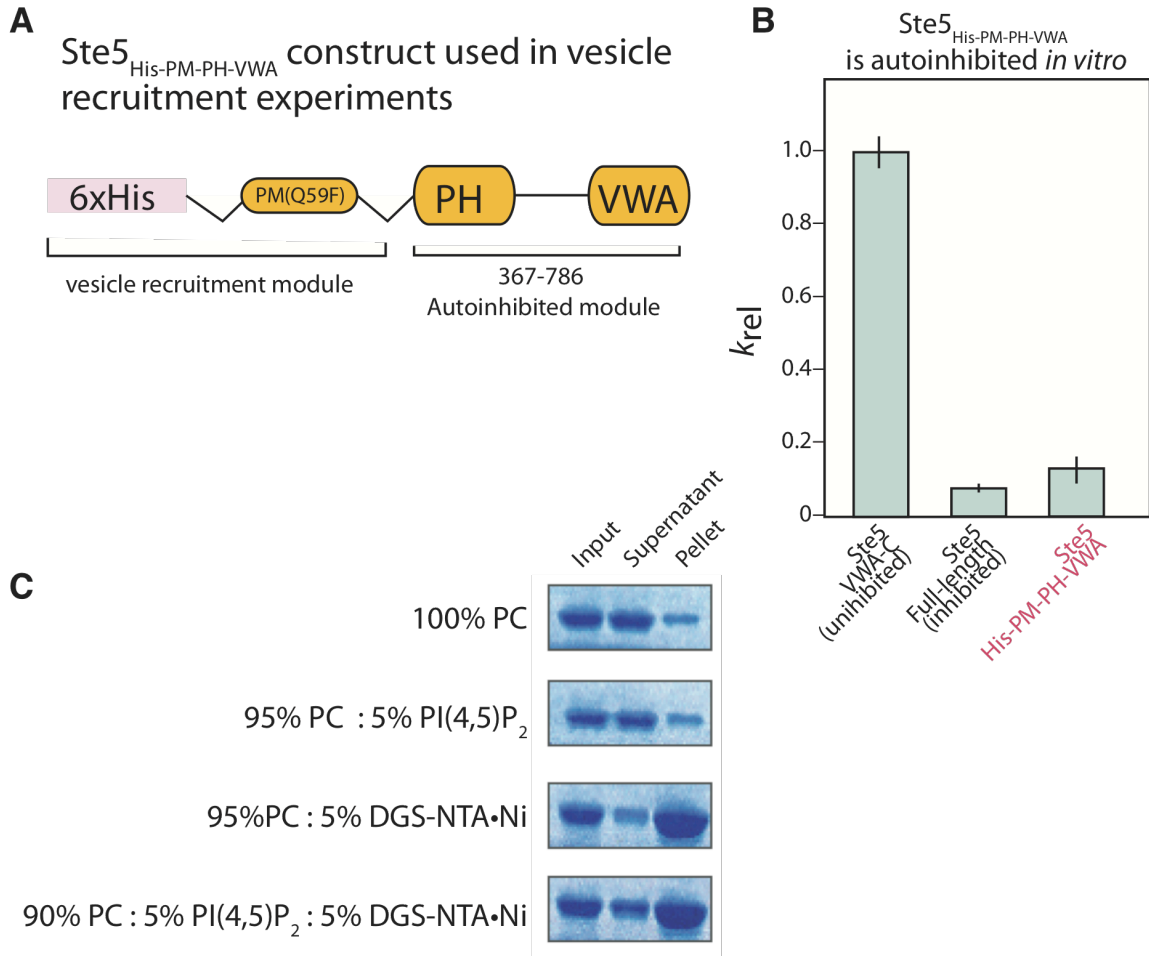 A
Ste5His-PM-PH-VWA construct used in vesicle
recruitment experiments
6xHis
PM(Q59F)
PH
VWA
vesicle recruitment module
367-786
Autoinhibited module
B
Ste5His-PM-PH-VWA
is autoinhibited in vitro
krel
1.0
0.8
0.6
0.4
0.2
0
Ste5
VWA-C
(unihibited)
Ste5
Full-length
(inhibited)
Ste5
His-PM-PH-VWA
C
Input
Supernatant
Pellet
100% PC
95% PC : 5% PI(4,5)P2
95%PC : 5% DGS-NTA•Ni
90% PC : 5% PI(4,5)P2 : 5% DGS-NTA•Ni